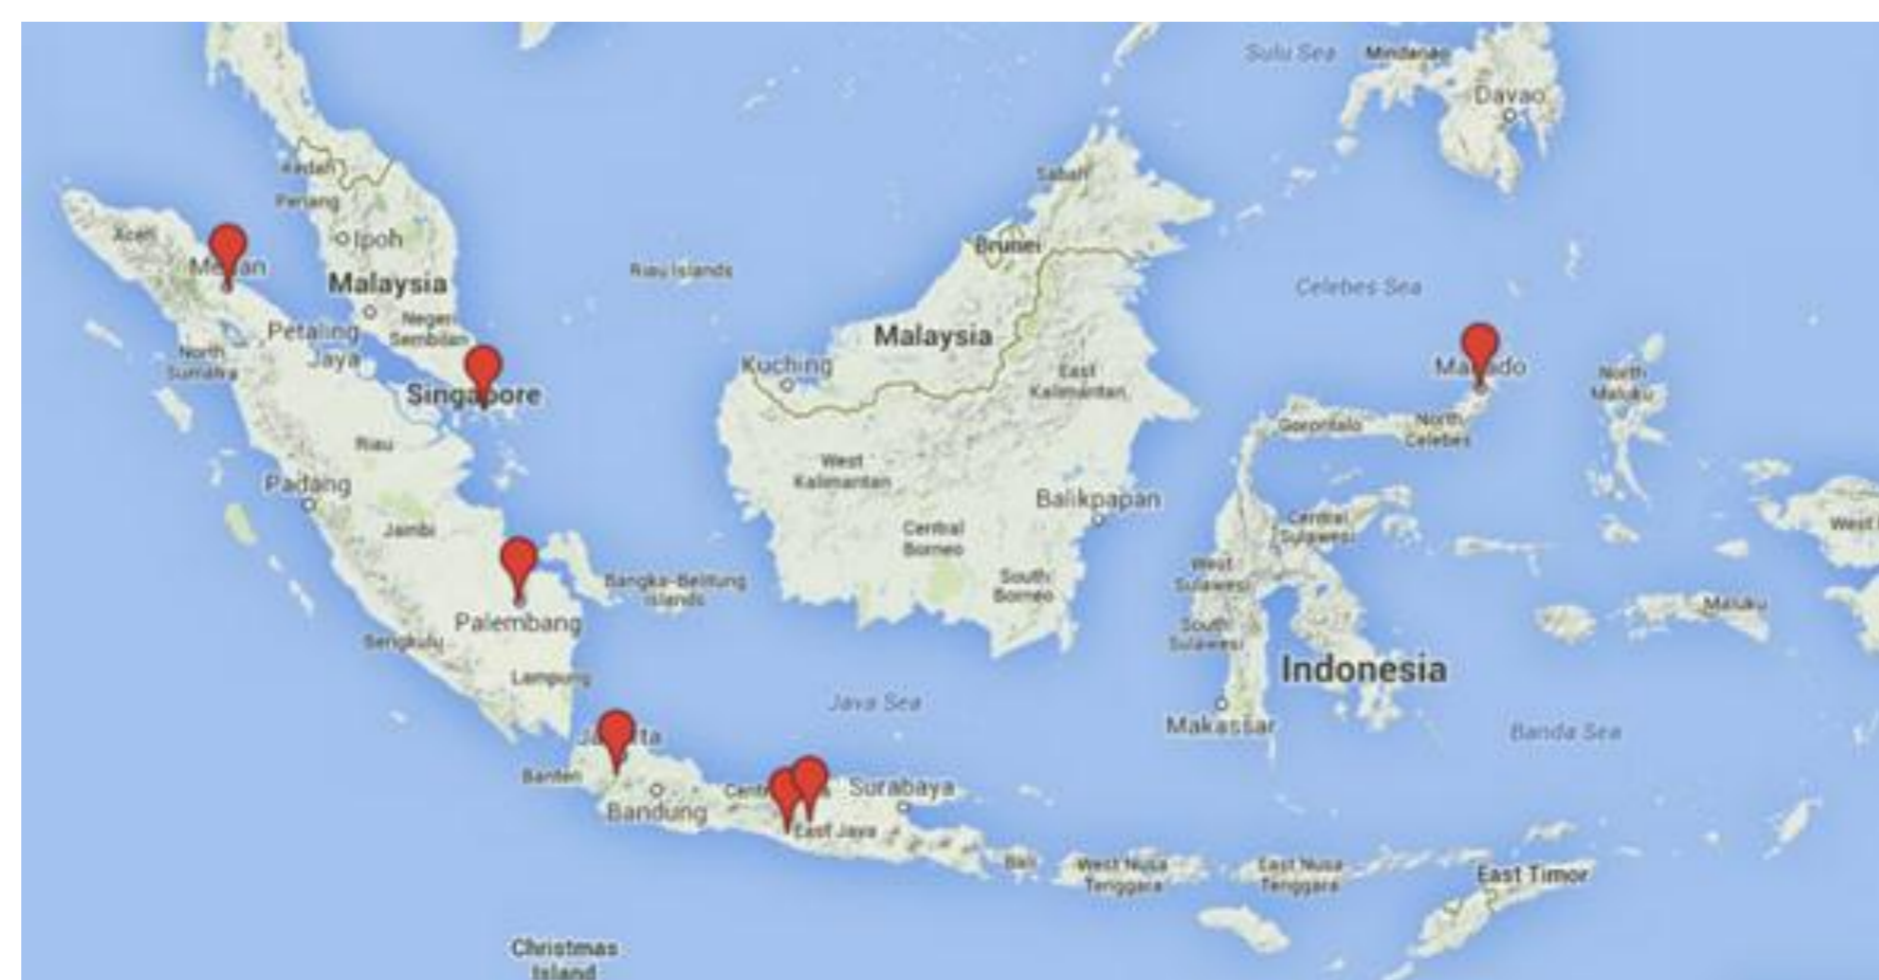 Sulu Sea
Mindanao
Davao
Kedah
Sabah
Penang
Aceh
Ipoh
Brunei
Medan
Riau Islands
Malaysia
Celebes Sea
Negeri
Sembilan
Petaling
Jaya
Malaysia
North
Sumatra
Kuching
Manado
East
Kalimantan
North
Maluku
Singapore
Gorontalo
North
Celebes
Riau
West
Kalimantan
Padang
Balikpapan
Jambi
Central
Borneo
Central
Sulawesi
West
West
Sulawesi
Bangka-Belitung
Islands
South
Borneo
Maluku
Palembang
Bengkulu
South
Sulawesi
Lampung
Indonesia
Java Sea
Makassar
Banda Sea
Jakarta
Banten
Surabaya
Bandung
East Java
Bali
West Nusa
Tenggara
East Nusa
Tenggara
East Timor
Christmas
Island